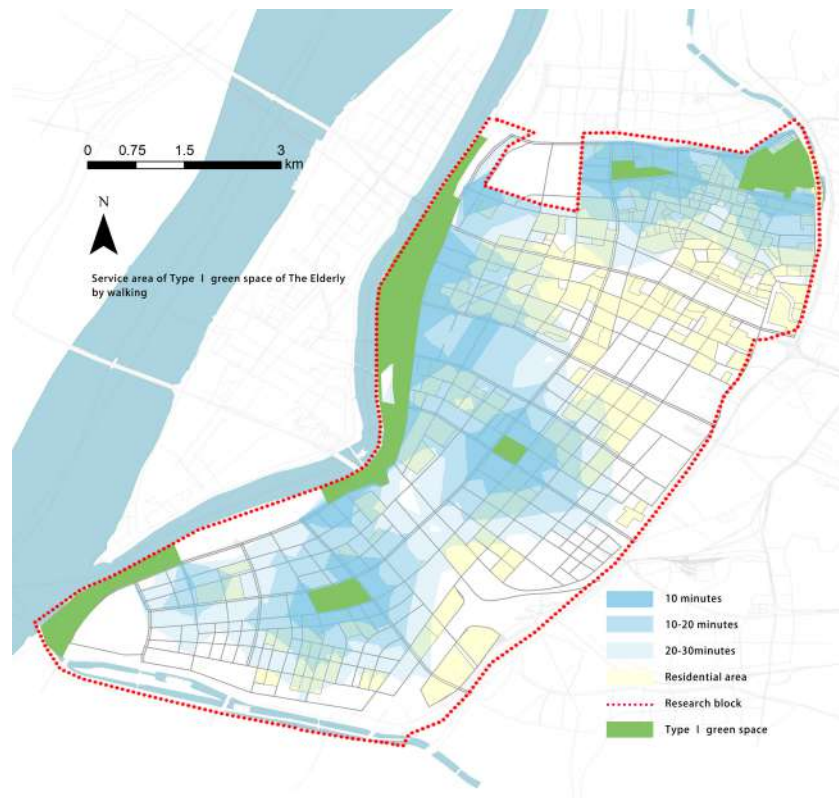 0 0.75 1.5 3
km
N
Service area of Type Ⅰ green space of The Elderly
by walking
10 minutes
10-20 minutes
20-30minutes
Residential area
Research block
Type Ⅰ green space